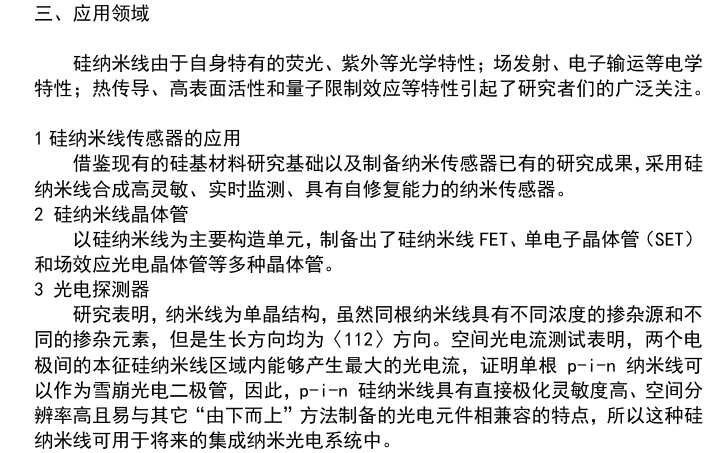 三、应用领域
硅纳米线由于自身特有的荧光、紫外等光学特性；场发射、电子输运等电学
特性；热传导、高表面活性和量子限制效应等特性引起了研究者们的广泛关注。
1 硅纳米线传感器的应用
借鉴现有的硅基材料研究基础以及制备纳米传感器已有的研究成果，采用硅
纳米线合成高灵敏、实时监测、具有自修复能力的纳米传感器。
2 硅纳米线晶体管
以硅纳米线为主要构造单元，制备出了硅纳米线 FET、单电子晶体管（SET）
和场效应光电晶体管等多种晶体管。
3 光电探测器
研究表明，纳米线为单晶结构，虽然同根纳米线具有不同浓度的掺杂源和不
同的掺杂元素，但是生长方向均为〈112〉方向。空间光电流测试表明，两个电
极间的本征硅纳米线区域内能够产生最大的光电流，证明单根 p-i-n 纳米线可
以作为雪崩光电二极管，因此，p-i-n 硅纳米线具有直接极化灵敏度高、空间分
辨率高且易与其它“由下而上”方法制备的光电元件相兼容的特点，所以这种硅
纳米线可用于将来的集成纳米光电系统中。